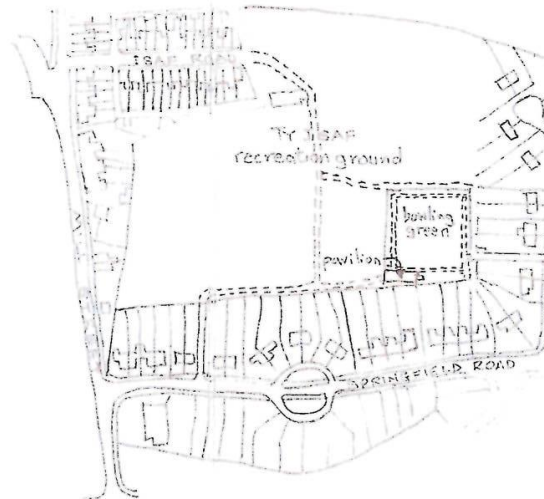 ISAF ROAD
TY ISAF
recreation ground
bowling
green
pavilion
SPRINGFIELD ROAD